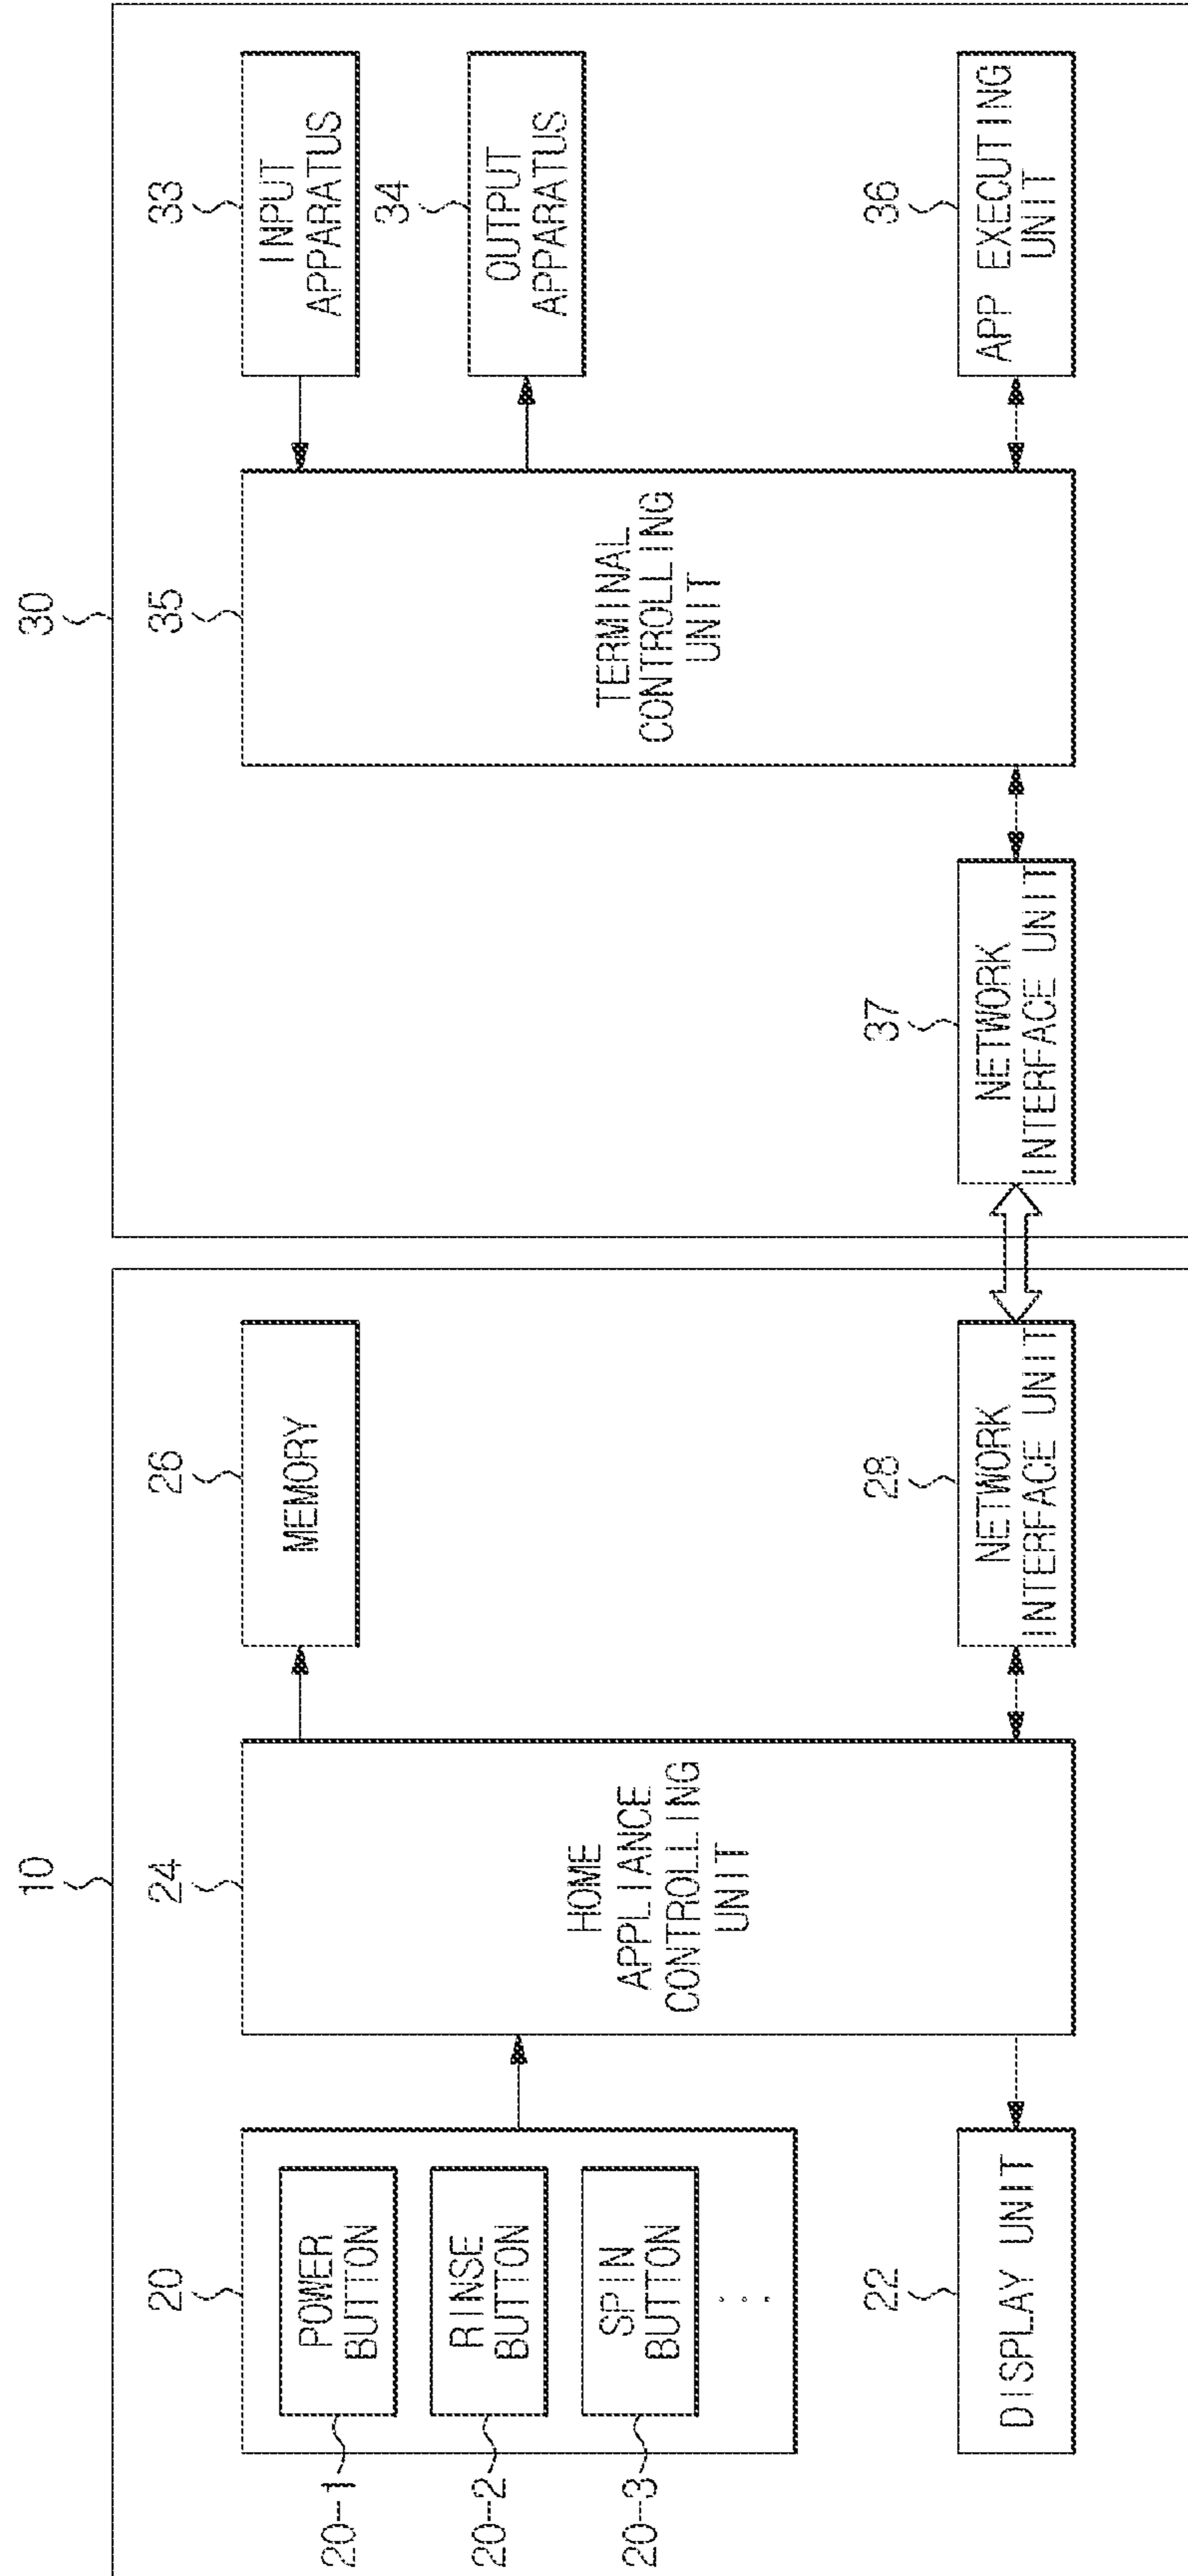 10
20
POWER
BUTTON
20-1
RINSE
BUTTON
20-2
SPIN
BUTTON
20-3
22
DISPLAY UNIT
24
HOME
APPLIANCE
CONTROLLING
UNIT
26
MEMORY
28
NETWORK
INTERFACE UNIT
30
37
NETWORK
INTERFACE UNIT
35
TERMINAL
CONTROLLING
UNIT
33
INPUT
APPARATUS
34
OUTPUT
APPARATUS
36
APP EXECUTING
UNIT